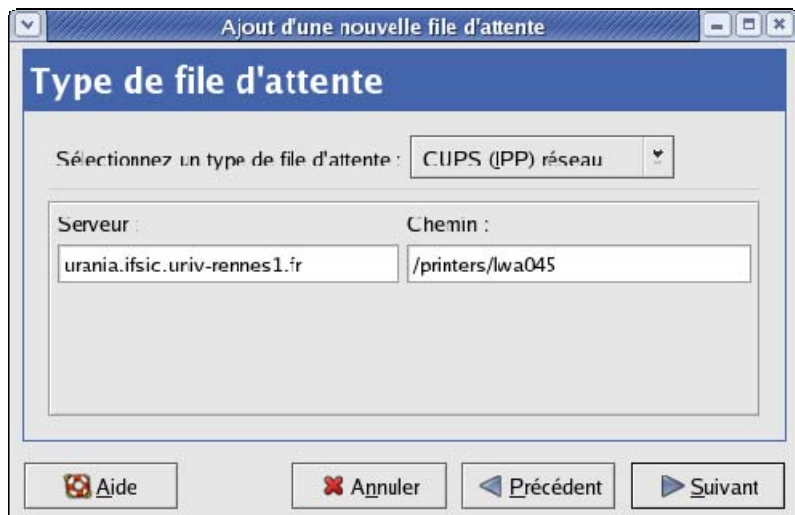 Ajout d'une nouvelle file d'attente
Type de file d'attente
Sélectionnez un type de file d'attente : CUPS (IPP) réseau
Serveur : Chemin :
urania.ifsic.univ-rennes1.fr /printers/lwa045
Aide Annuler Précédent Suivant